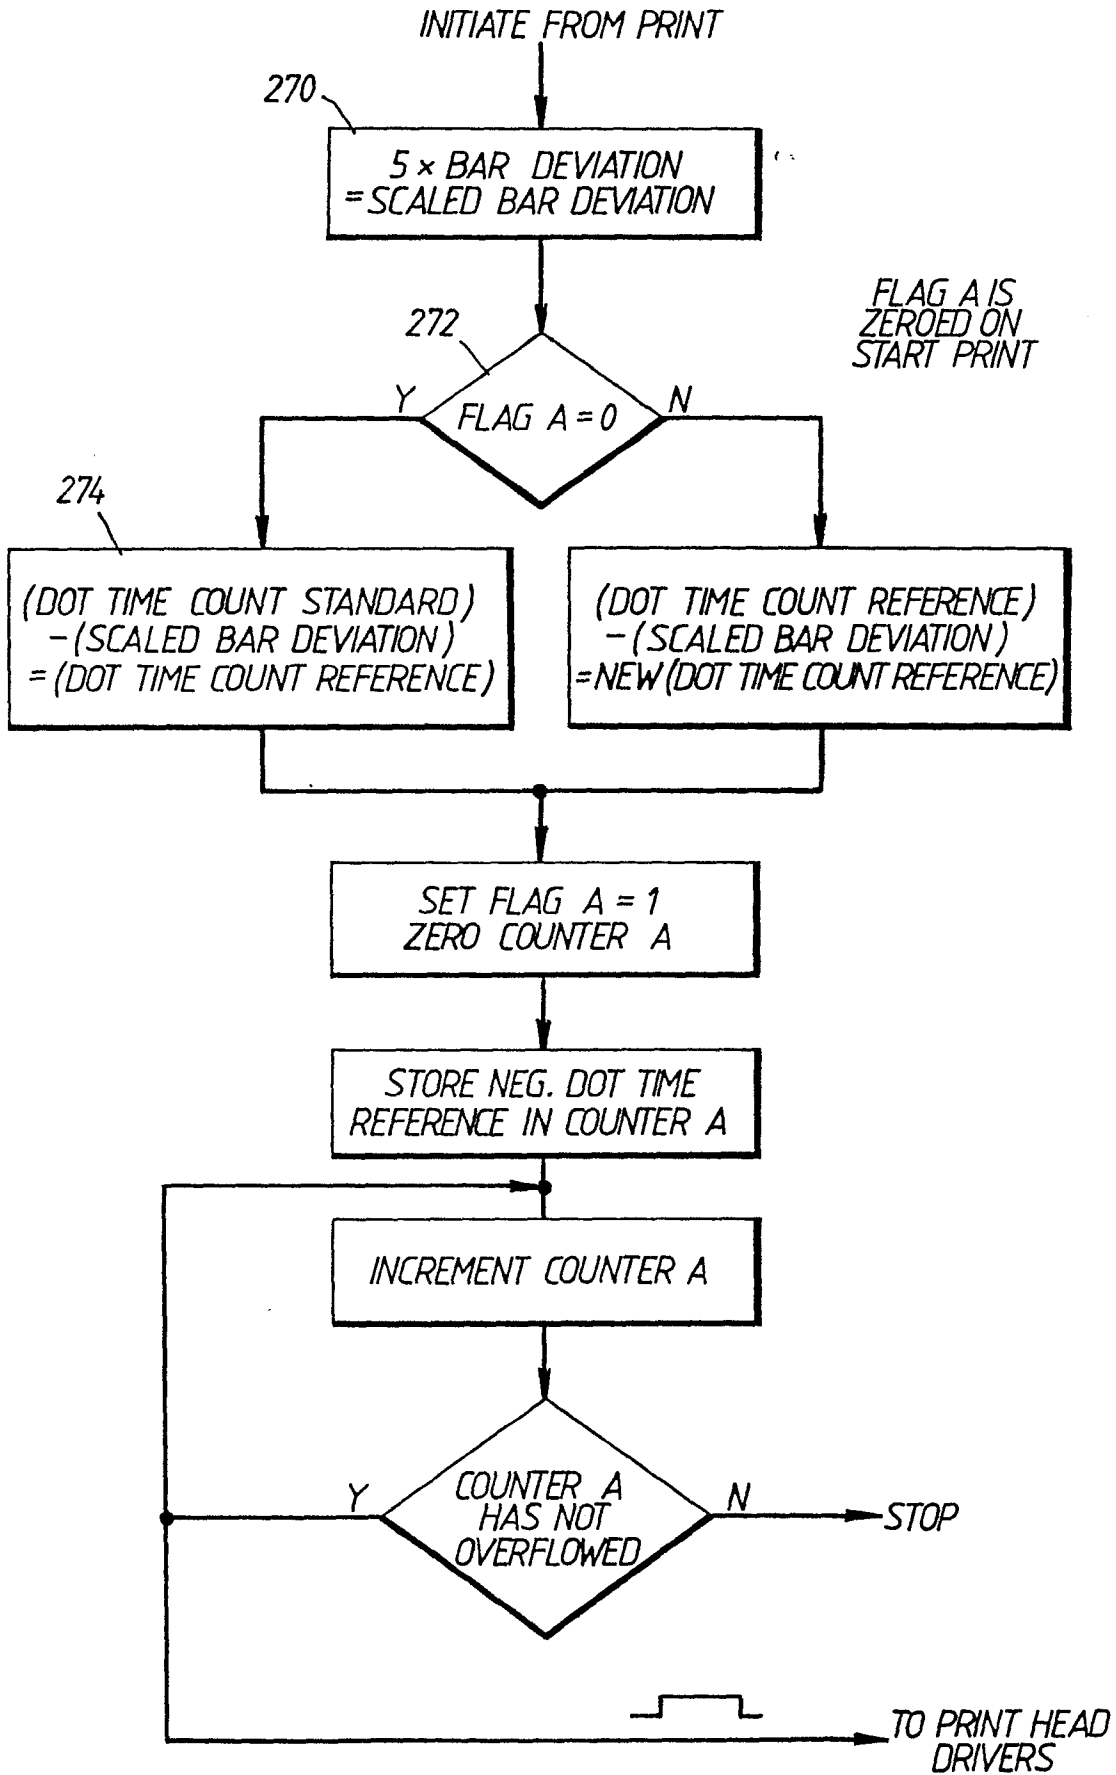 INITIATE FROM PRINT
270
5 × BAR DEVIATION
= SCALED BAR DEVIATION
FLAG A IS
ZEROED ON
START PRINT
272
Y
N
FLAG A = 0
274
(DOT TIME COUNT STANDARD)
- (SCALED BAR DEVIATION)
= (DOT TIME COUNT REFERENCE)
(DOT TIME COUNT REFERENCE)
- (SCALED BAR DEVIATION)
= NEW (DOT TIME COUNT REFERENCE)
SET FLAG A = 1
ZERO COUNTER A
STORE NEG. DOT TIME
REFERENCE IN COUNTER A
INCREMENT COUNTER A
Y
N
COUNTER A
HAS NOT
OVERFLOWED
STOP
TO PRINT HEAD
DRIVERS